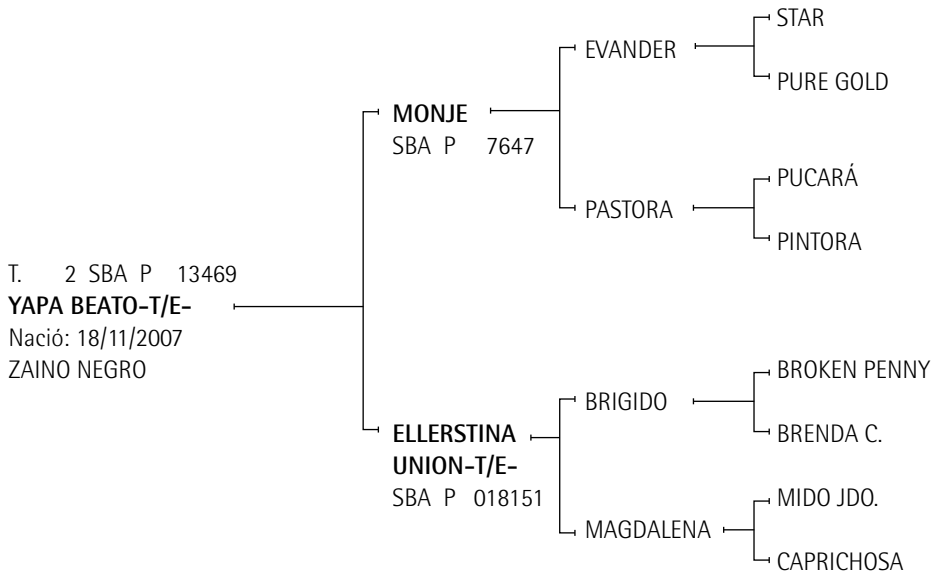 STAR
EVANDER
PURE GOLD
MONJE
SBA P 7647
PUCARÁ
PASTORA
PINTORA
T. 2 SBA P 13469
YAPA BEATO-T/E-
Nació: 18/11/2007
ZAINO NEGRO
BROKEN PENNY
BRIGIDO
BRENDA C.
ELLERSTINA
UNION-T/E-
SBA P 018151
MIDO JDO.
MAGDALENA
CAPRICHOSA